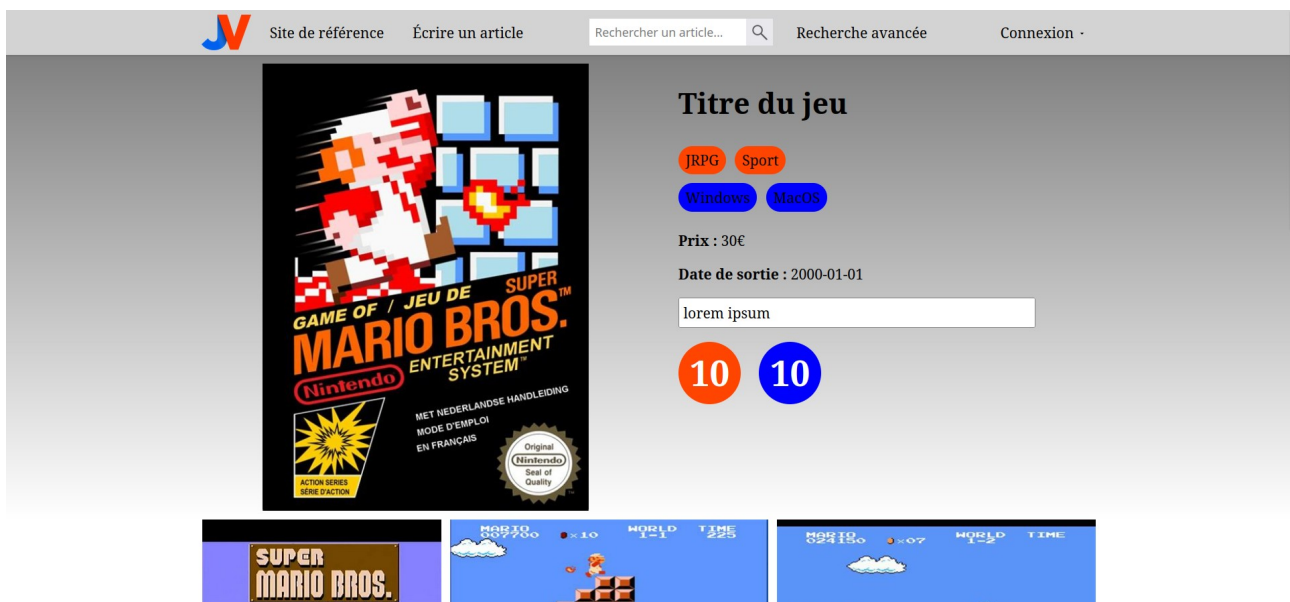 JV Site de référence Écrire un article Rechercher un article... Recherche avancée Connexion
GAME OF / JEU DE SUPER
MARIO BROS.™
Nintendo ENTERTAINMENT
SYSTEM™
MET NEDERLANDSE HANDLEIDING
MODE D'EMPLOI
EN FRANÇAIS
ACTION SERIES
SÉRIE D'ACTION
Original
Nintendo
Seal of
Quality
Titre du jeu
JRPG Sport
Windows MacOS
Prix : 30€
Date de sortie : 2000-01-01
lorem ipsum
10 10
SUPER
MARIO BROS.
MARIO WORLD TIME
007700 ×10 1-1 225
MARIO WORLD TIME
024150 ×07 1-2